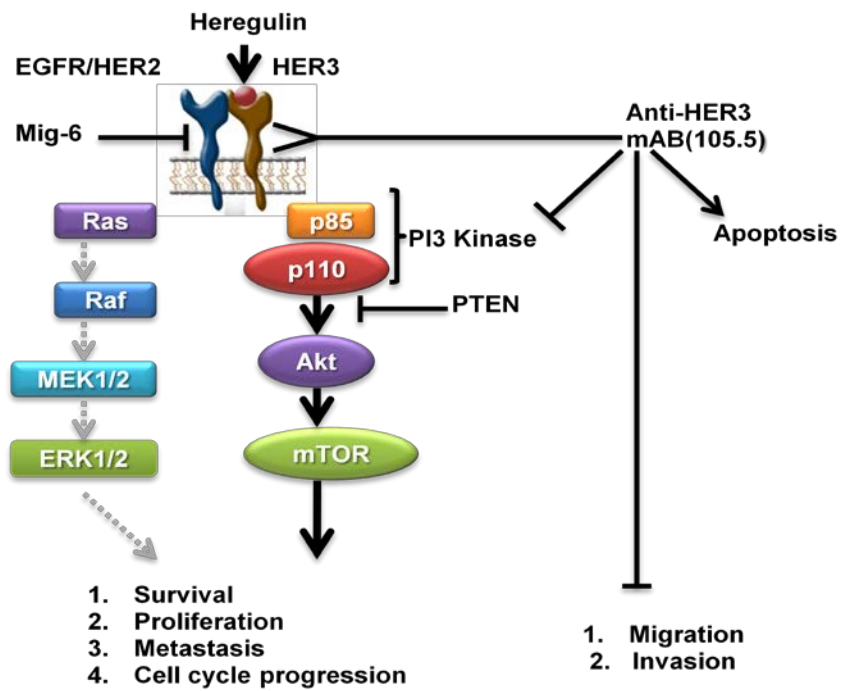 Heregulin
EGFR/HER2
HER3
Mig-6
Anti-HER3
mAB(105.5)
Ras
p85
PI3 Kinase
Apoptosis
p110
Raf
PTEN
Akt
MEK1/2
mTOR
ERK1/2
1. Survival
2. Proliferation
3. Metastasis
4. Cell cycle progression
1. Migration
2. Invasion